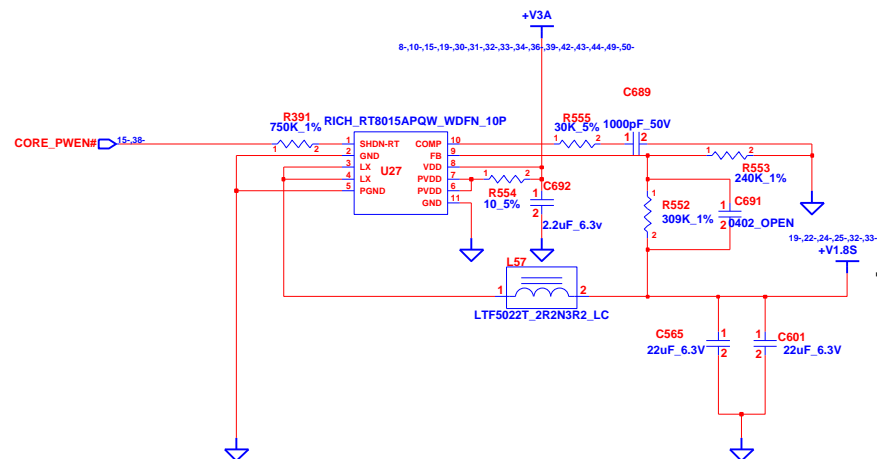 +V3A
8-,10-,15-,19-,30-,31-,32-,33-,34-,36-,39-,42-,43-,44-,49-,50-
C689
R391
750K_1%
RICH_RT8015APQW_WDFN_10P
R555
30K_5%
1000pF_50V
CORE_PWEN#
15-,38-
1 2
1 SHDN-RT COMP 10
2 GND FB 9
3 LX VDD 8
4 LX PVDD 7
5 PGND PVDD 6
GND 11
U27
1 2
1 2
1 2
R553
240K_1%
1 2
R554
10_5%
C692
1
2
2.2uF_6.3v
1
R552
309K_1%
2
C691
1
2
0402_OPEN
19-,22-,24-,25-,32-,33-
+V1.8S
L57
1 2
LTF5022T_2R2N3R2_LC
C565
1
2
22uF_6.3V
C601
1
2
22uF_6.3V